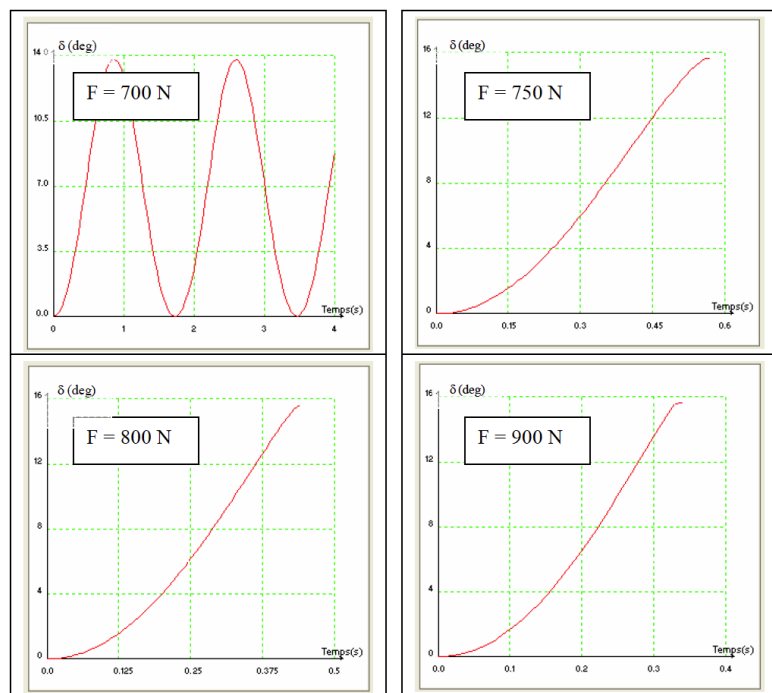 δ (deg)
14.0
F = 700 N
10.5
7.0
3.5
0.0
Temps(s)
0 1 2 3 4
δ (deg)
16
F = 750 N
12
8
4
0
Temps(s)
0.0 0.15 0.3 0.45 0.6
δ (deg)
16
F = 800 N
12
8
4
0
Temps(s)
0.0 0.125 0.25 0.375 0.5
δ (deg)
16
F = 900 N
12
8
4
0
Temps(s)
0.0 0.1 0.2 0.3 0.4